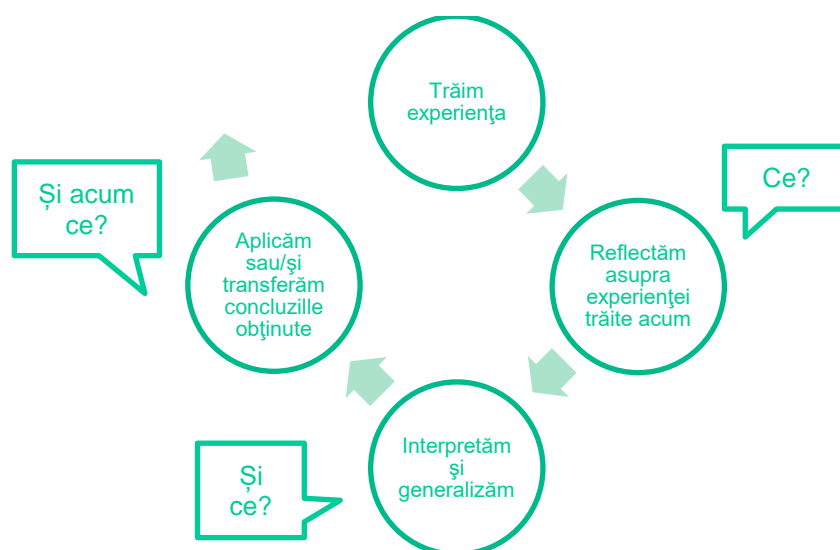 Trăim
experienţa
Ce?
Reflectăm
asupra
experienţei
trăite acum
Interpretăm
şi
generalizăm
Și
ce?
Aplicăm
sau/şi
transferăm
concluzille
obţinute
Și acum
ce?